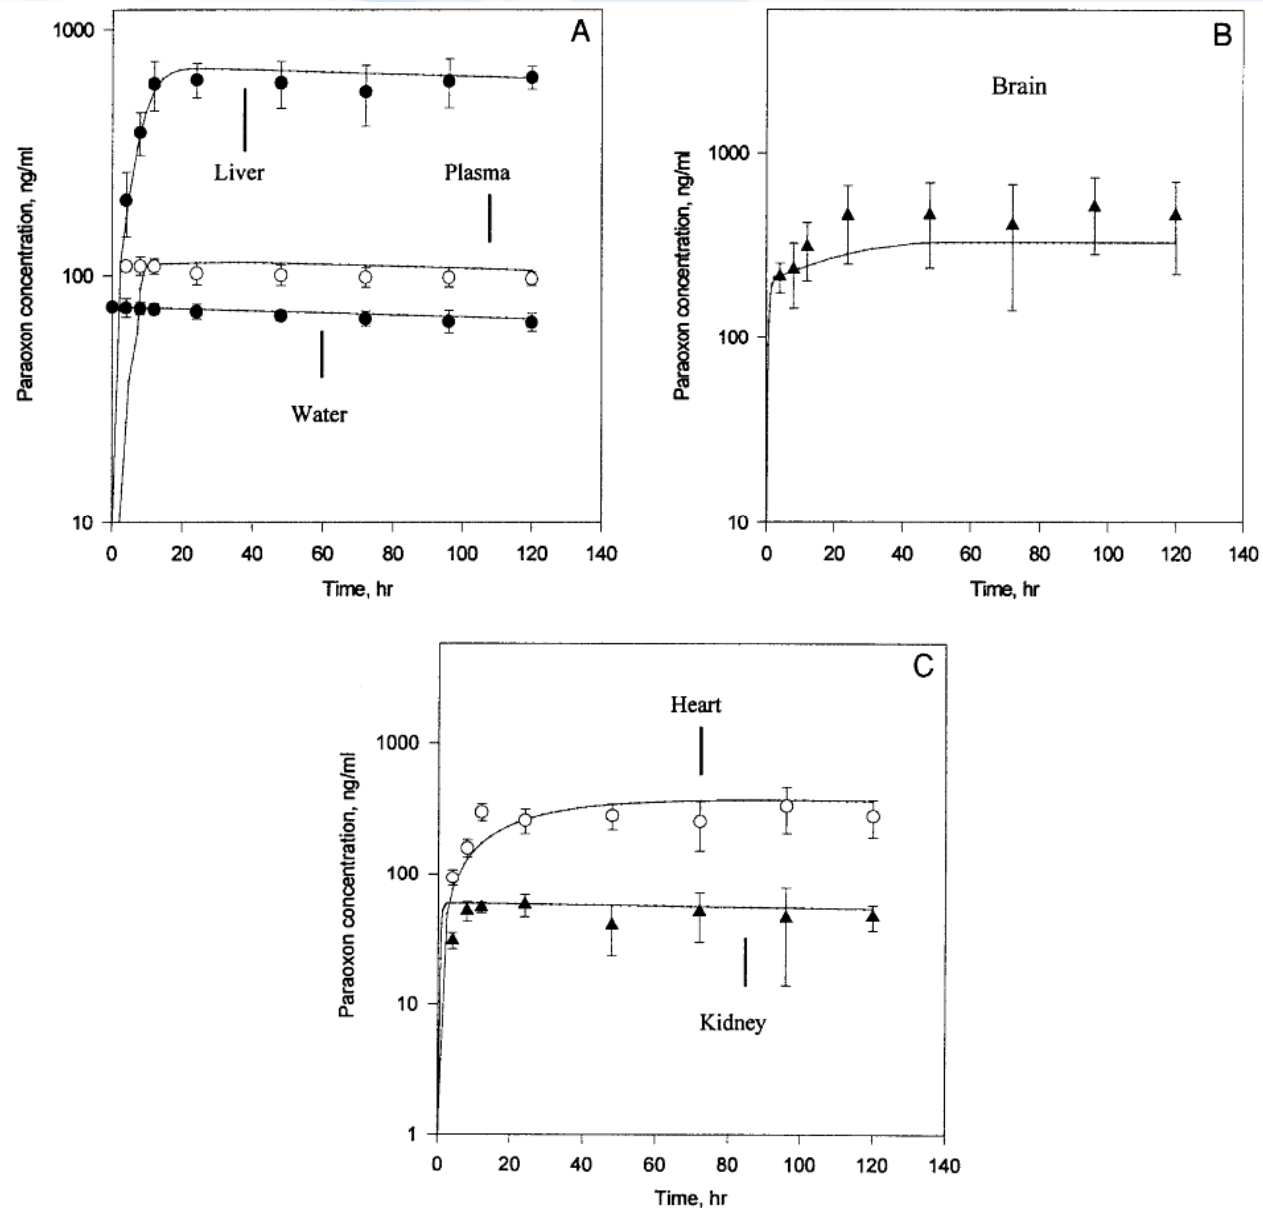 A
1000
100
10
Paraoxon concentration, ng/ml
Liver
Plasma
Water
0 20 40 60 80 100 120 140
Time, hr
B
Brain
1000
100
10
Paraoxon concentration, ng/ml
0 20 40 60 80 100 120 140
Time, hr
C
Heart
1000
100
10
1
Paraoxon concentration, ng/ml
Kidney
0 20 40 60 80 100 120 140
Time, hr